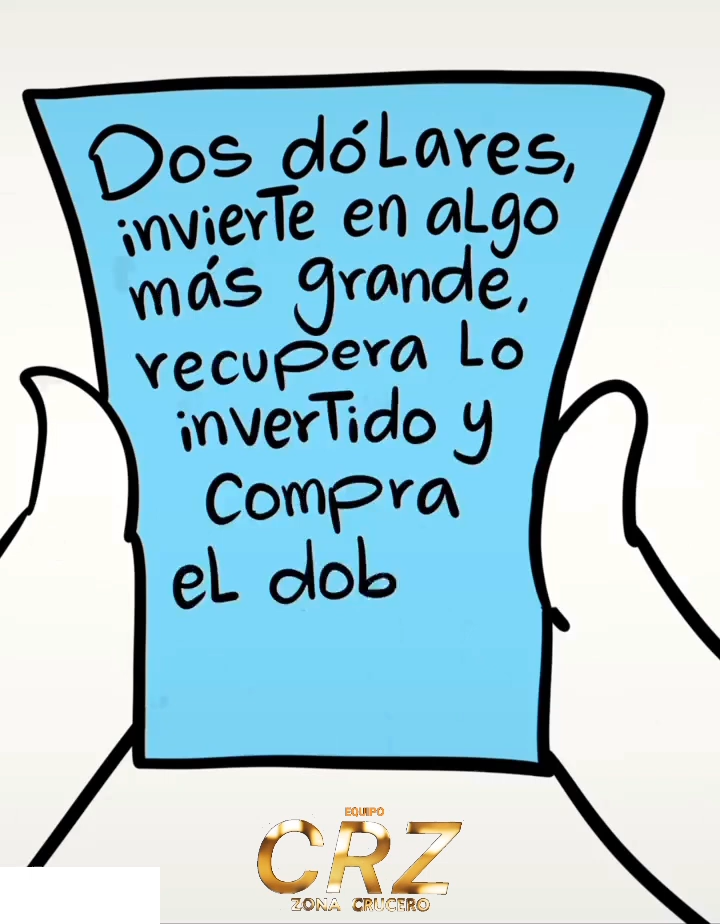 Dos dólares,
invierte en algo
más grande,
recupera lo
invertido y
compra
el dob
EQUIPO
CRZ
ZONA CRUCERO